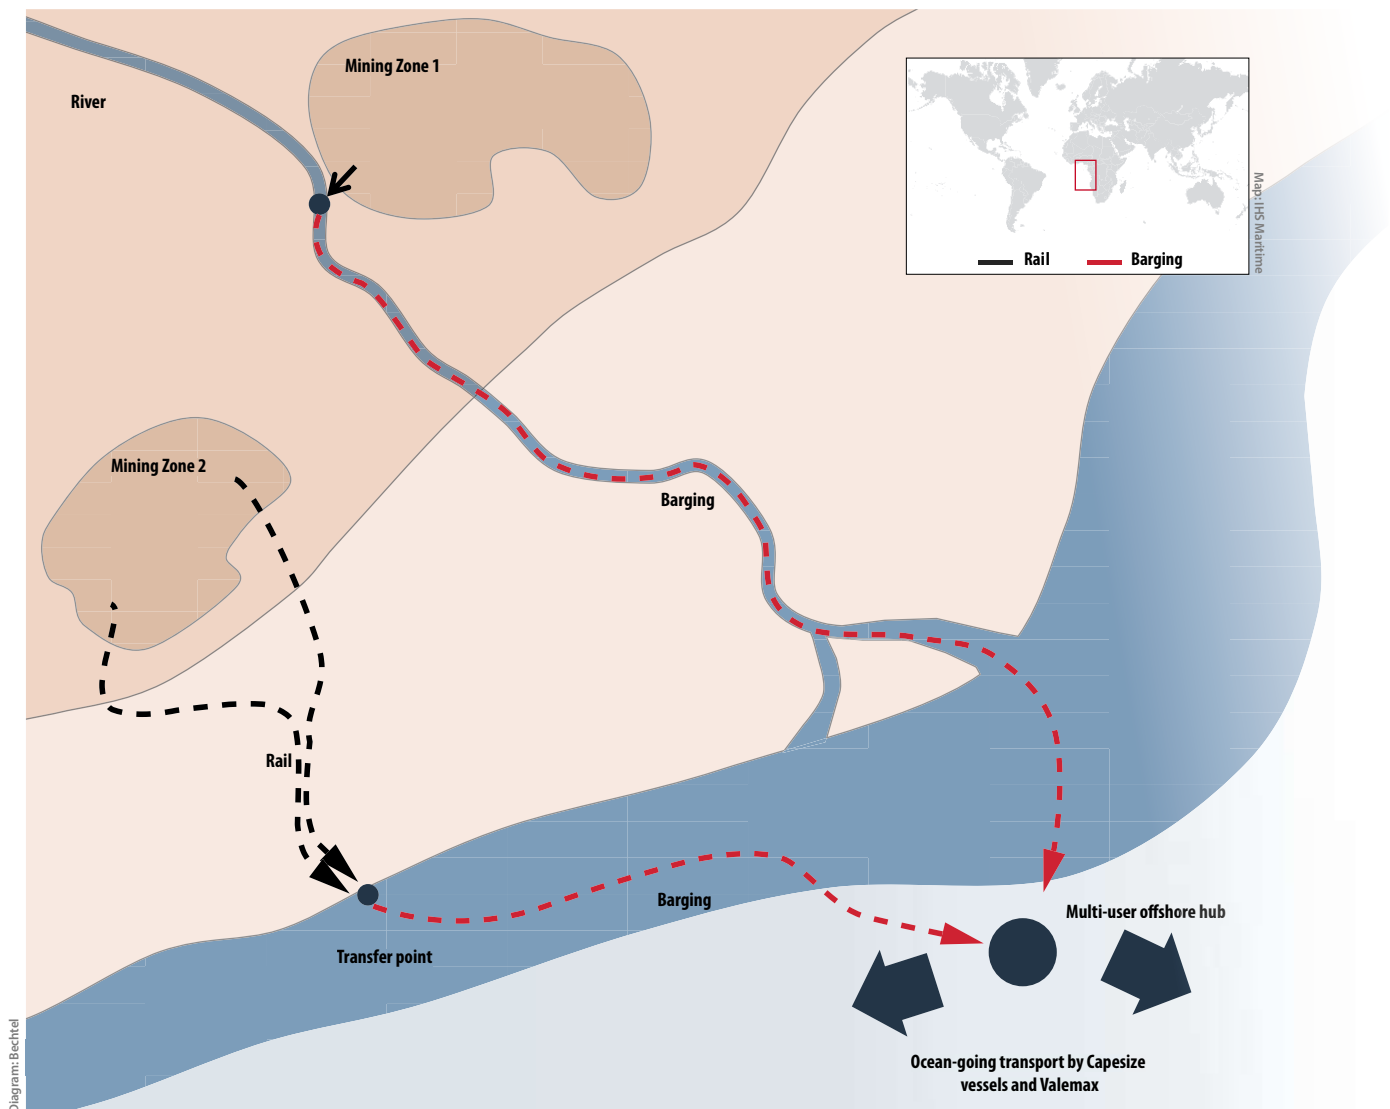 Mining Zone 1
River
Map: IHS Maritime
Rail
Barging
Mining Zone 2
Barging
Rail
Barging
Multi-user offshore hub
Transfer point
Diagram: Bechtel
Ocean-going transport by Capesize
vessels and Valemax